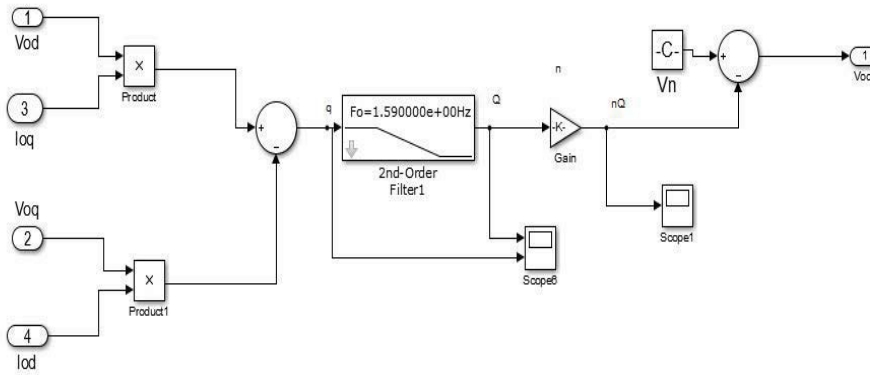 1
Vod
X
Product
3
Ioq
Voq
2
X
Product1
4
Iod
+
−
q
Fo=1.590000e+00Hz
2nd-Order
Filter1
Q
n
-K-
Gain
nQ
Scope6
Scope1
-C-
Vn
+
−
1